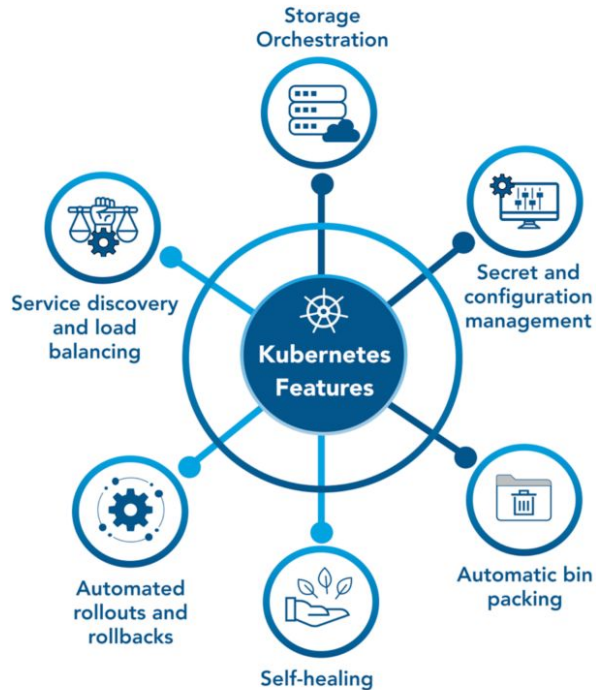 Storage
Orchestration
Secret and
configuration
management
Service discovery
and load
balancing
Kubernetes
Features
Automatic bin
packing
Automated
rollouts and
rollbacks
Self-healing